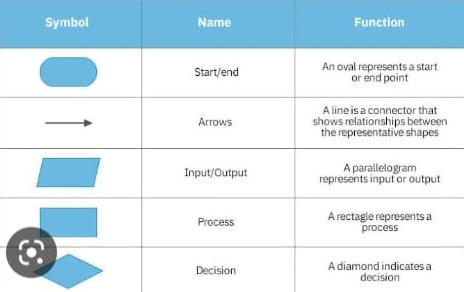 Symbol
Name
Function
Start/end
An oval represents a start
or end point
Arrows
A line is a connector that
shows relationships between
the representative shapes
Input/Output
A parallelogram
represents input or output
Process
A rectagle represents a
process
Decision
A diamond indicates a
decision